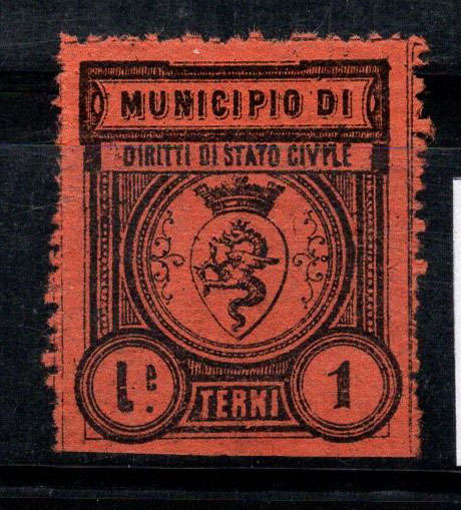 MUNICIPIO DI
DIRITTI DI STATO CIVILE
L. 1
TERNI